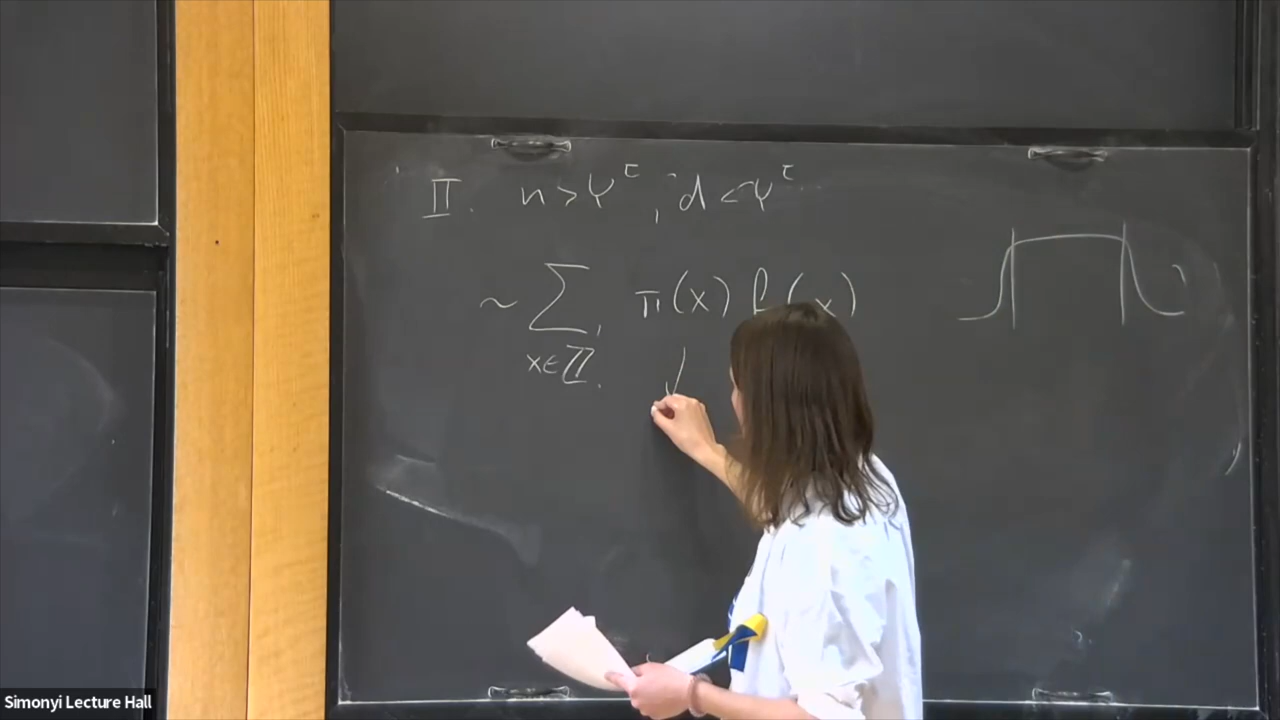 II. n > Y^ε, d < Y^ε
~ ∑ π(x) f(x)
x∈ℤ
Simonyi Lecture Hall